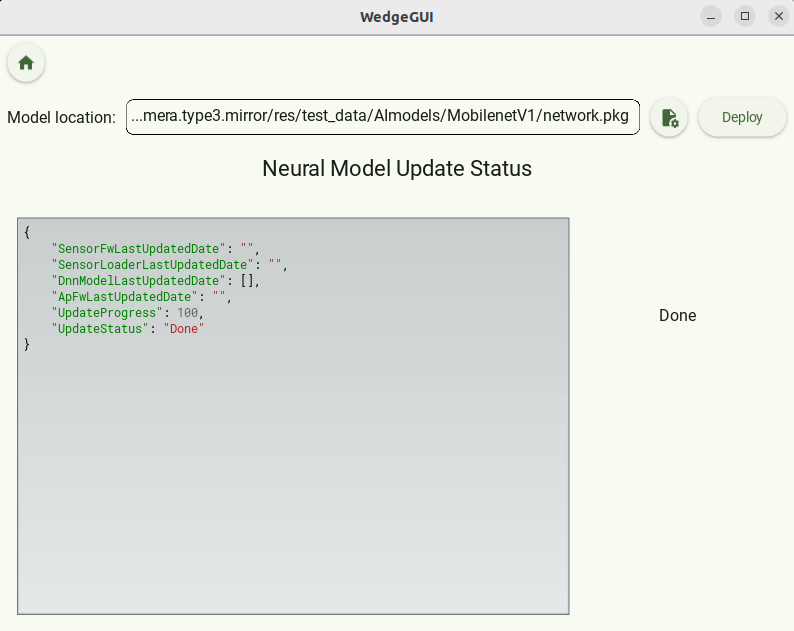 WedgeGUI
Model location: ...mera.type3.mirror/res/test_data/AImodels/MobilenetV1/network.pkg Deploy
Neural Model Update Status
{
    "SensorFwLastUpdatedDate": "",
    "SensorLoaderLastUpdatedDate": "",
    "DnnModelLastUpdatedDate": [],
    "ApFwLastUpdatedDate": "",
    "UpdateProgress": 100,
    "UpdateStatus": "Done"
}
Done